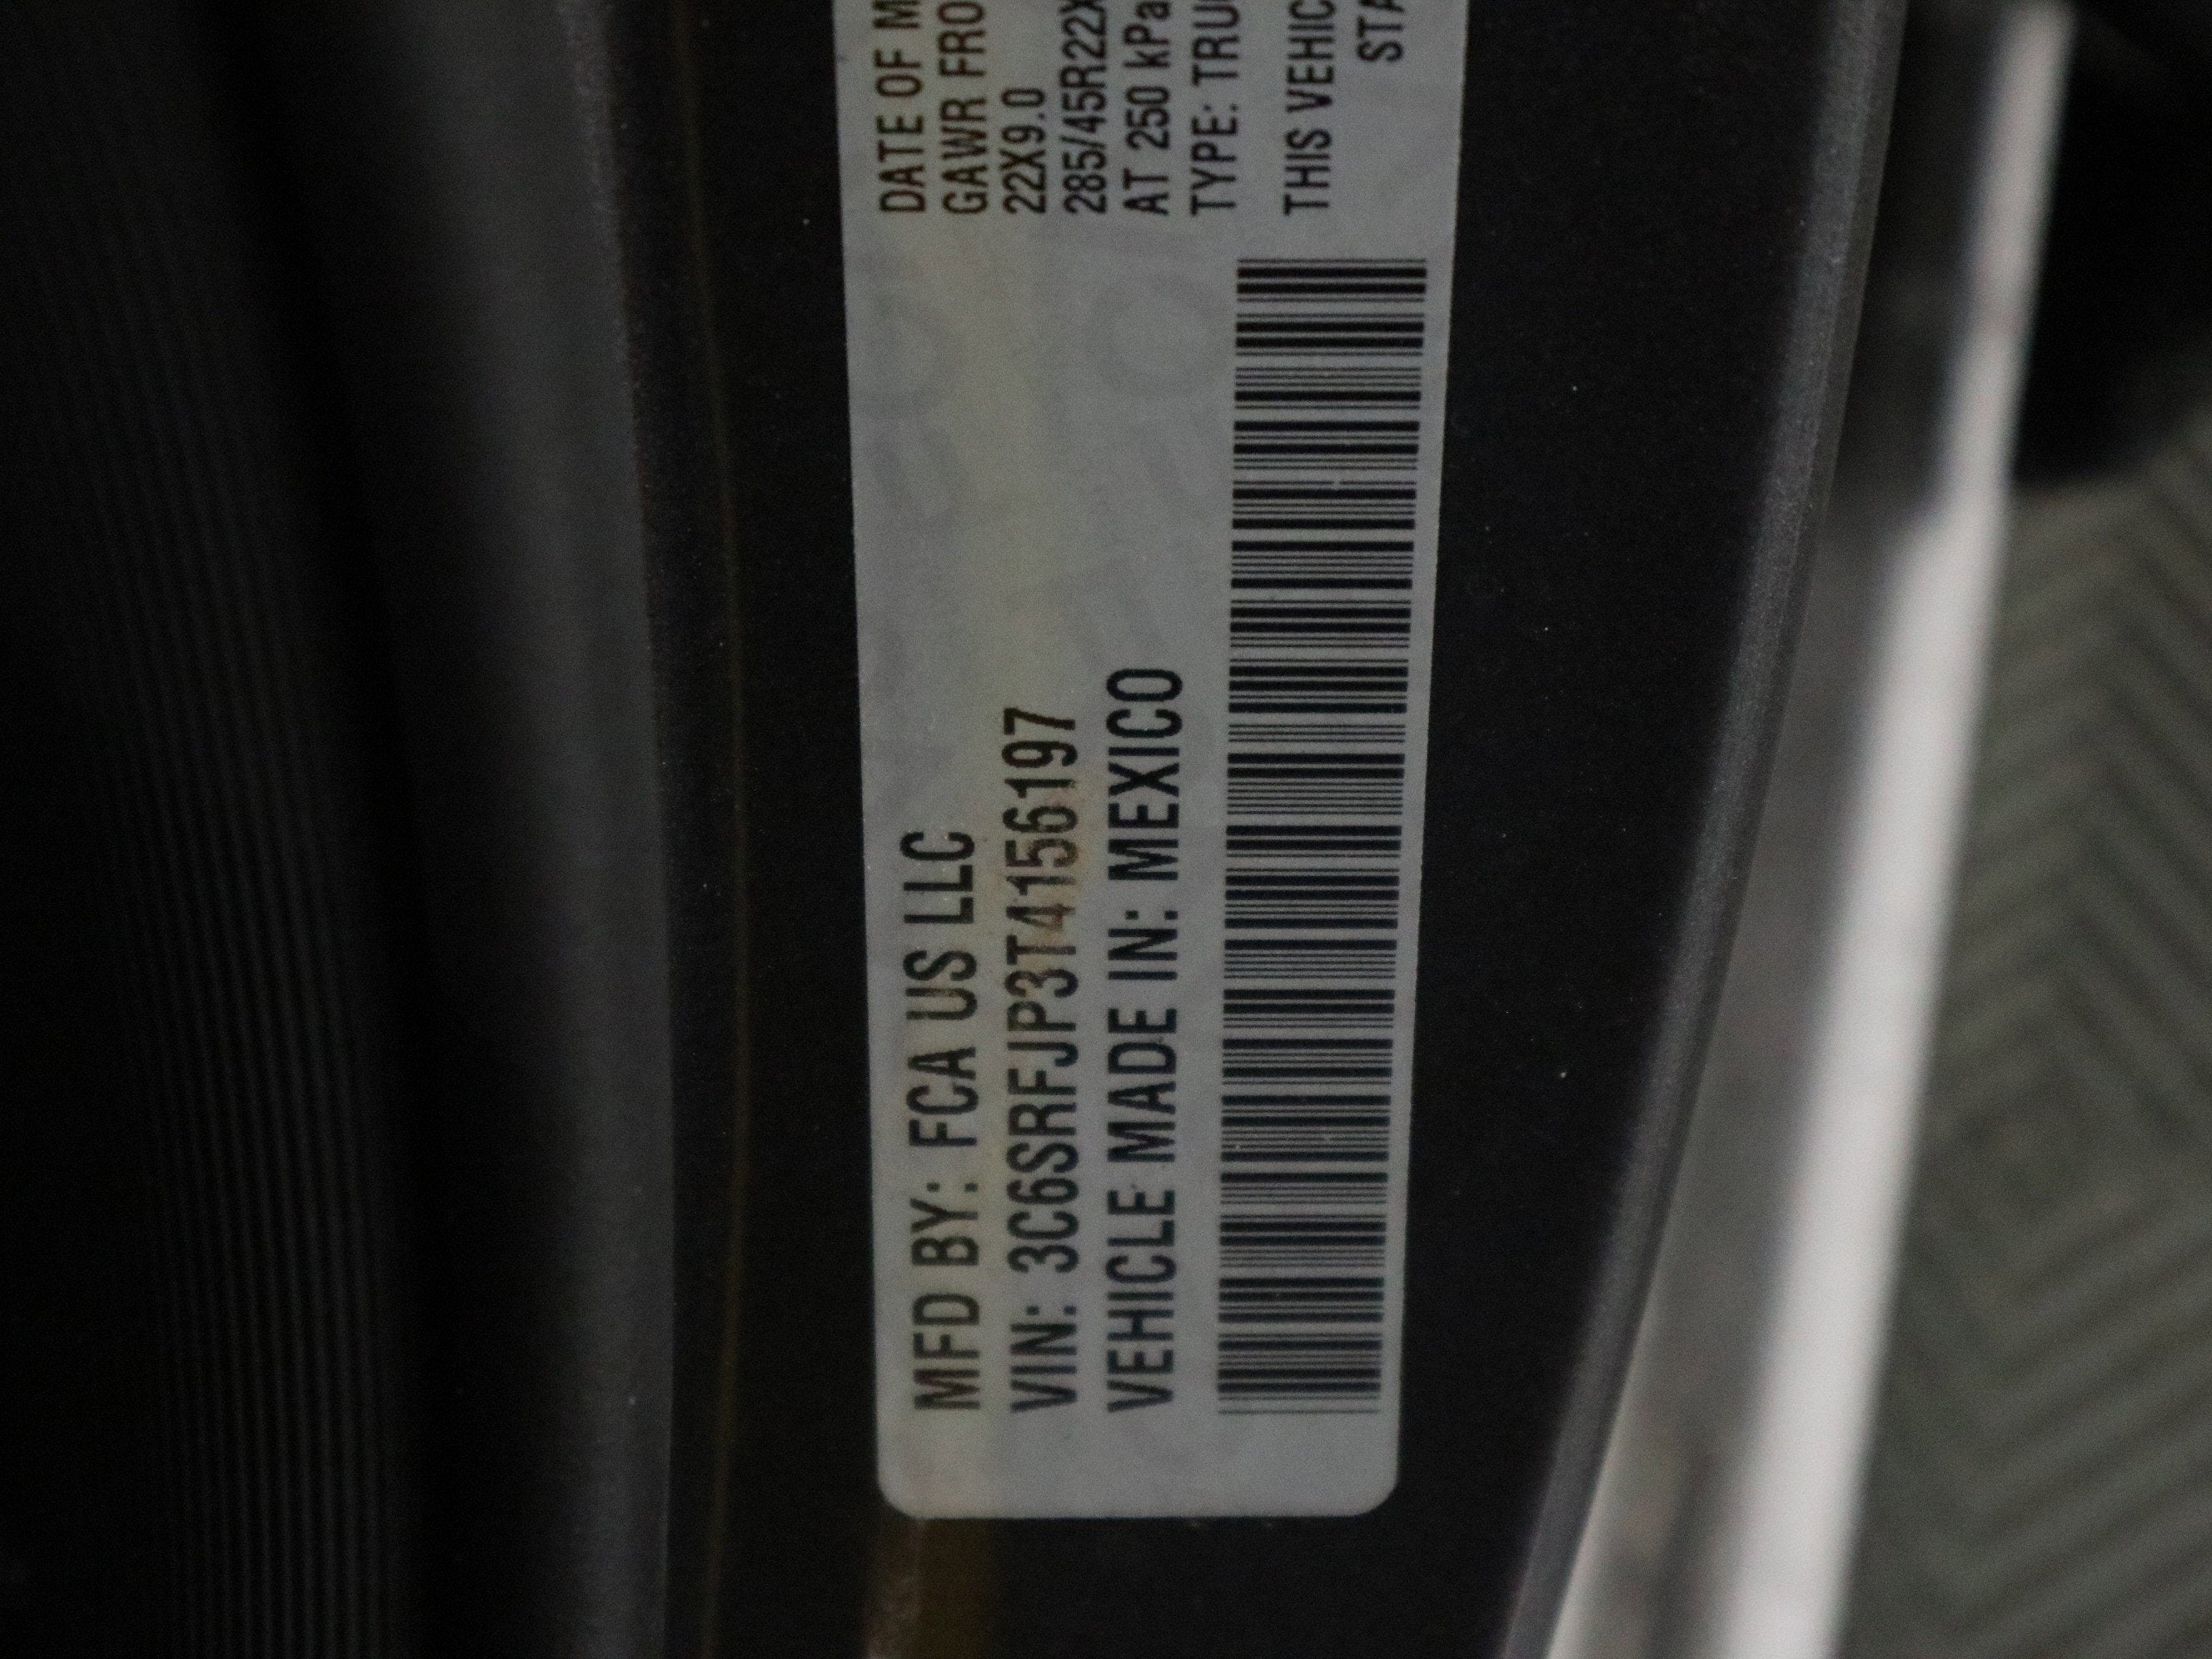 MFD BY: FCA US LLC
VIN: 3C6SRFJP3T4156197
VEHICLE MADE IN: MEXICO
DATE OF M
GAWR FRO
22X9.0
285/45R22X
AT 250 kPa
TYPE: TRU
THIS VEHIC
STA